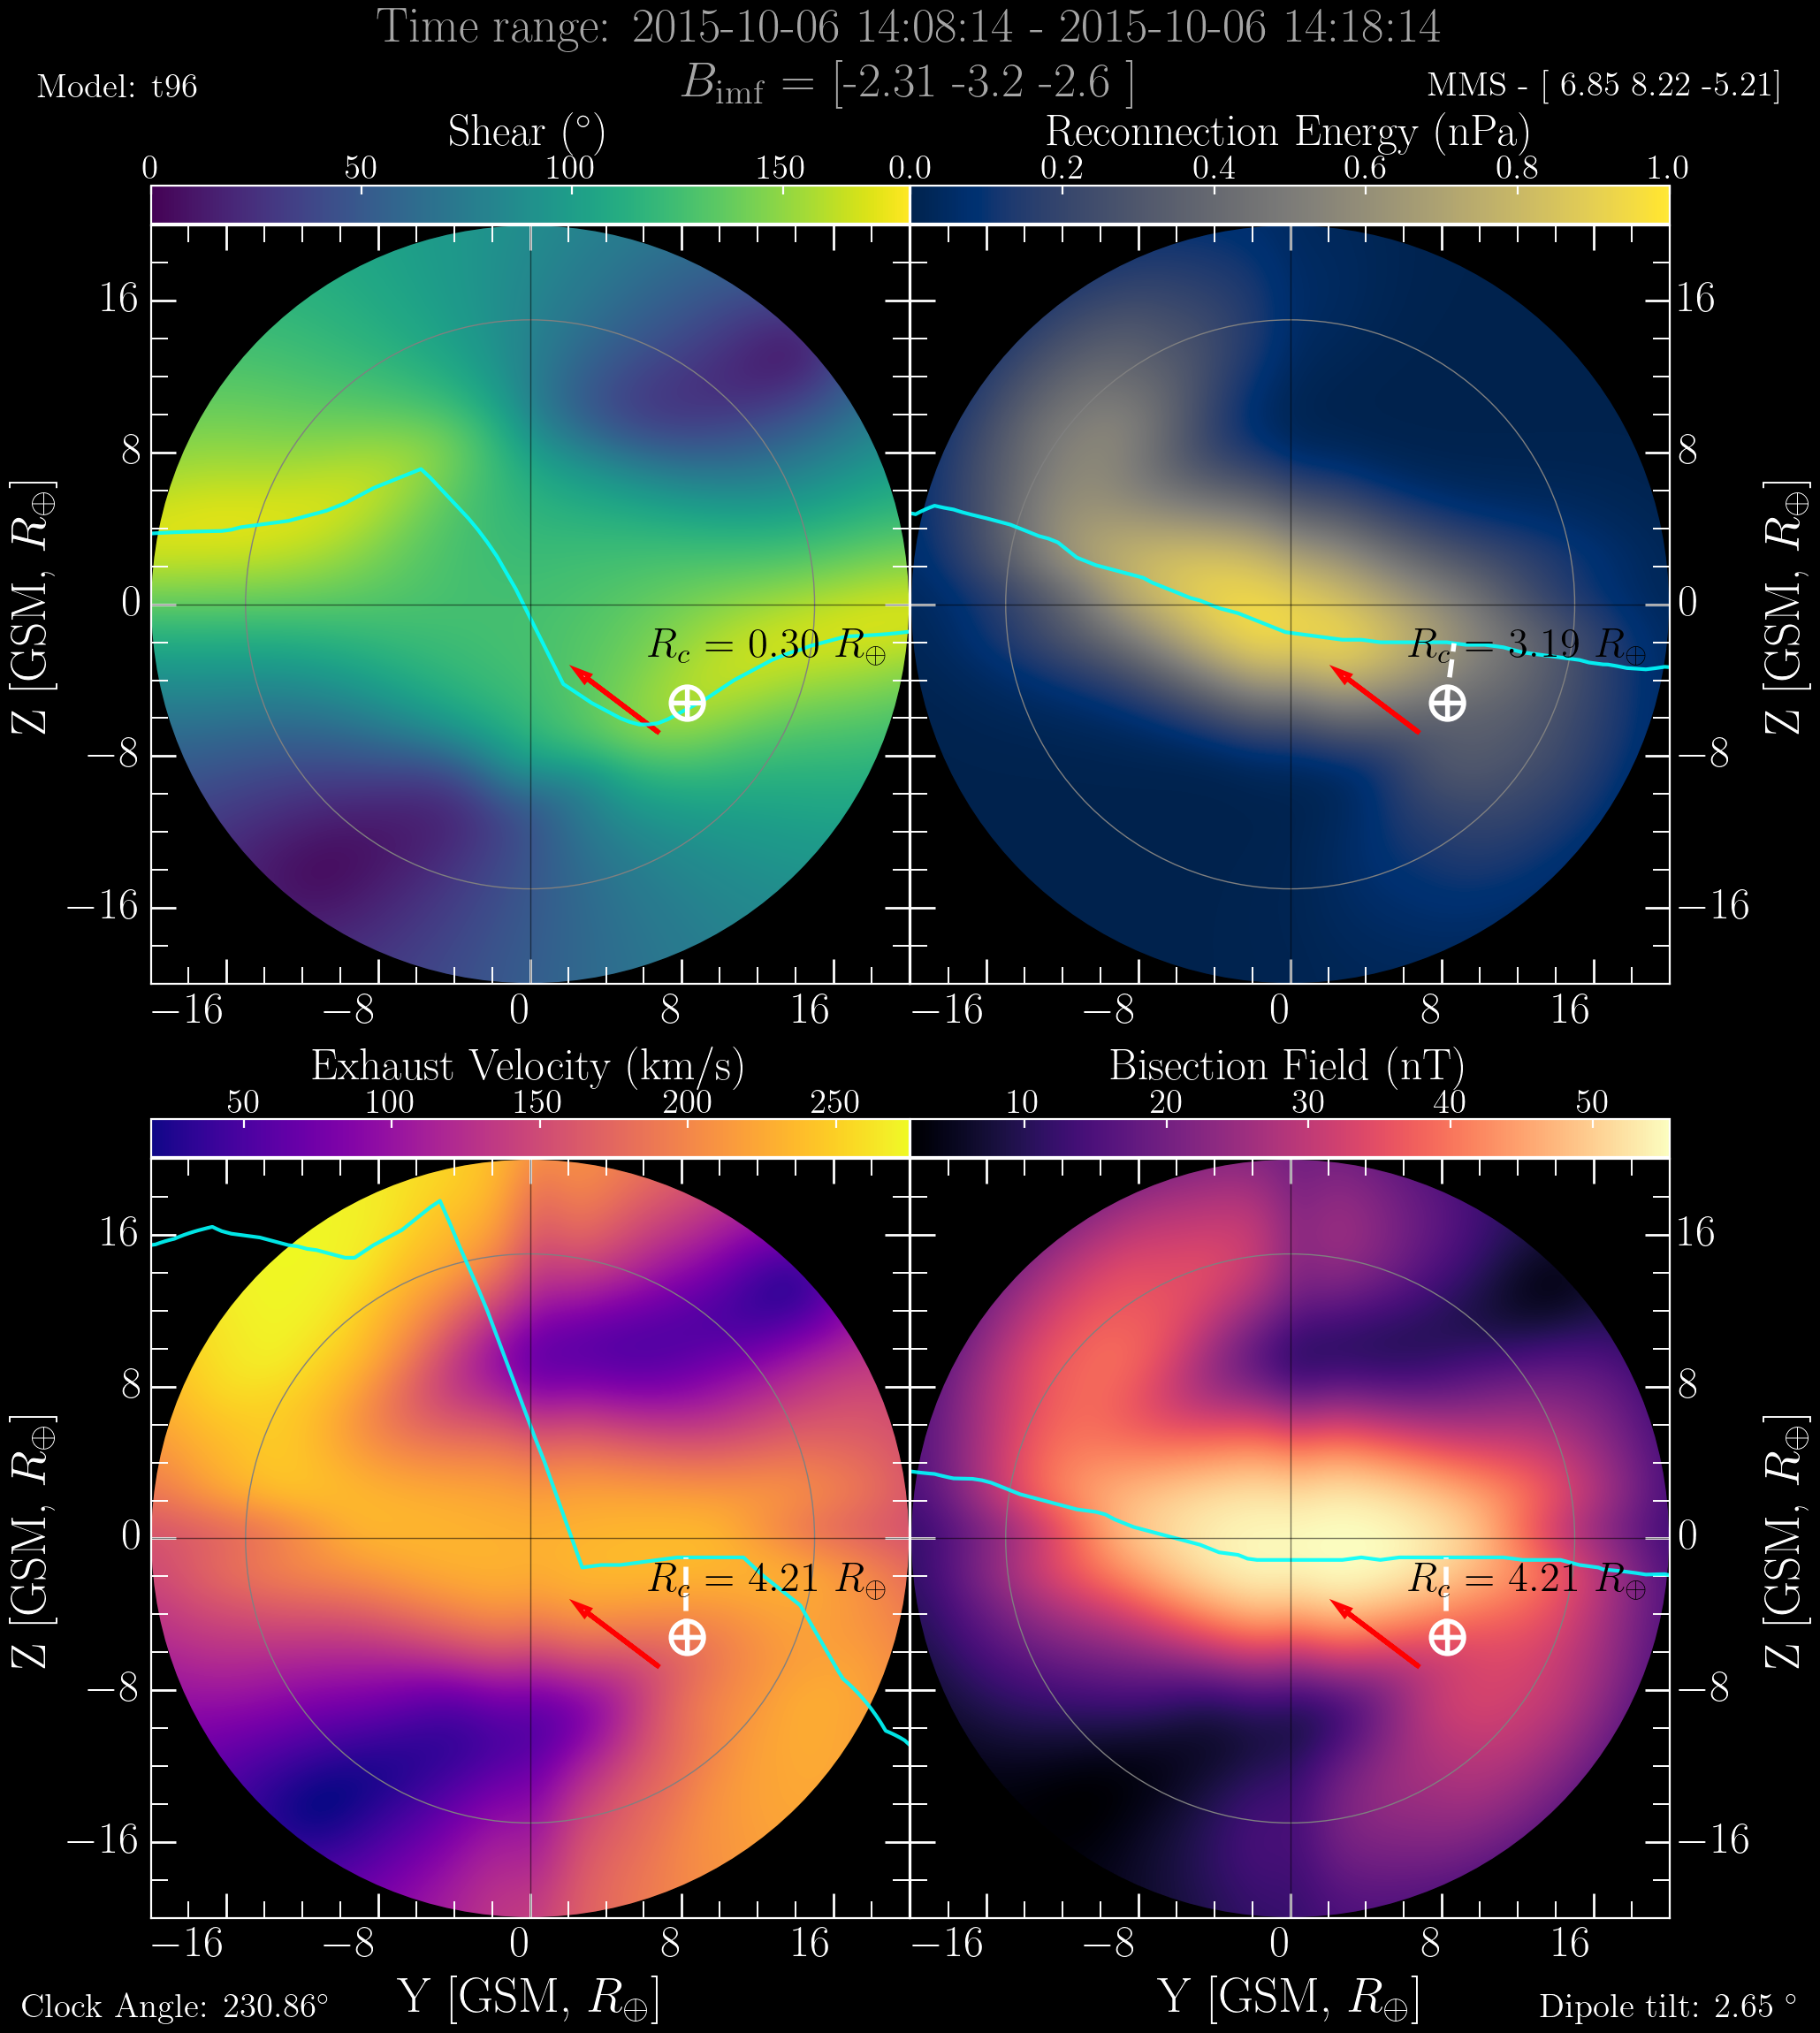 Time range: 2015-10-06 14:08:14 - 2015-10-06 14:18:14
Model: t96
B_imf = [-2.31 -3.2 -2.6 ]
MMS - [ 6.85 8.22 -5.21]
Shear (°)
0 50 100 150
Reconnection Energy (nPa)
0.0 0.2 0.4 0.6 0.8 1.0
Z [GSM, R⊕]
16
8
0
−8
−16
R_c = 0.30 R⊕
−16 −8 0 8 16
R_c = 3.19 R⊕
16
8
0
−8
−16
Z [GSM, R⊕]
−16 −8 0 8 16
Exhaust Velocity (km/s)
50 100 150 200 250
Bisection Field (nT)
10 20 30 40 50
Z [GSM, R⊕]
16
8
0
−8
−16
R_c = 4.21 R⊕
−16 −8 0 8 16
Y [GSM, R⊕]
R_c = 4.21 R⊕
16
8
0
−8
−16
Z [GSM, R⊕]
−16 −8 0 8 16
Y [GSM, R⊕]
Clock Angle: 230.86°
Dipole tilt: 2.65 °